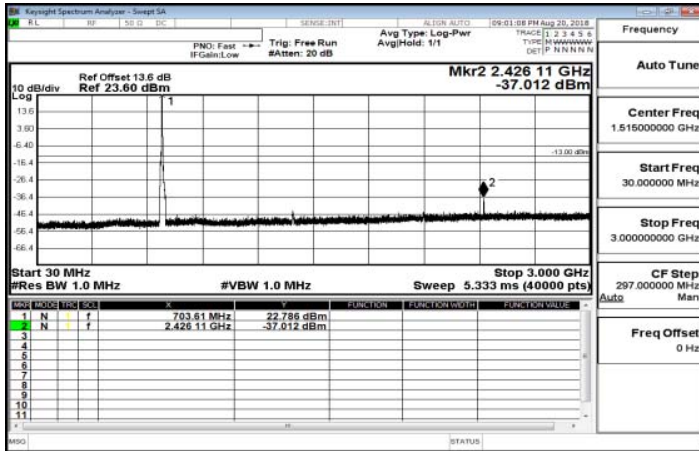 Keysight Spectrum Analyzer - Swept SA
RL RF 50 Ω DC SENSE:INT ALIGN AUTO 09:01:08 PM Aug 20, 2018
Frequency
PNO: Fast Trig: Free Run Avg Type: Log-Pwr TRACE 1 2 3 4 5 6
IFGain:Low #Atten: 20 dB Avg|Hold: 1/1 TYPE M WWWWW
DET P N N N N N
Auto Tune
Ref Offset 13.6 dB Mkr2 2.426 11 GHz
10 dB/div Ref 23.60 dBm -37.012 dBm
Log
1
13.6
3.60
-6.40
-13.00 dBm
-16.4
-26.4
2
-36.4
-46.4
-56.4
-66.4
Start 30 MHz Stop 3.000 GHz
#Res BW 1.0 MHz #VBW 1.0 MHz Sweep 5.333 ms (40000 pts)
Center Freq
1.515000000 GHz
Start Freq
30.000000 MHz
Stop Freq
3.000000000 GHz
CF Step
297.000000 MHz
Auto Man
Freq Offset
0 Hz
MKR MODE TRC SCL X Y FUNCTION FUNCTION WIDTH FUNCTION VALUE
1 N f 703.61 MHz 22.786 dBm
2 N f 2.426 11 GHz -37.012 dBm
3
4
5
6
7
8
9
10
11
MSG STATUS